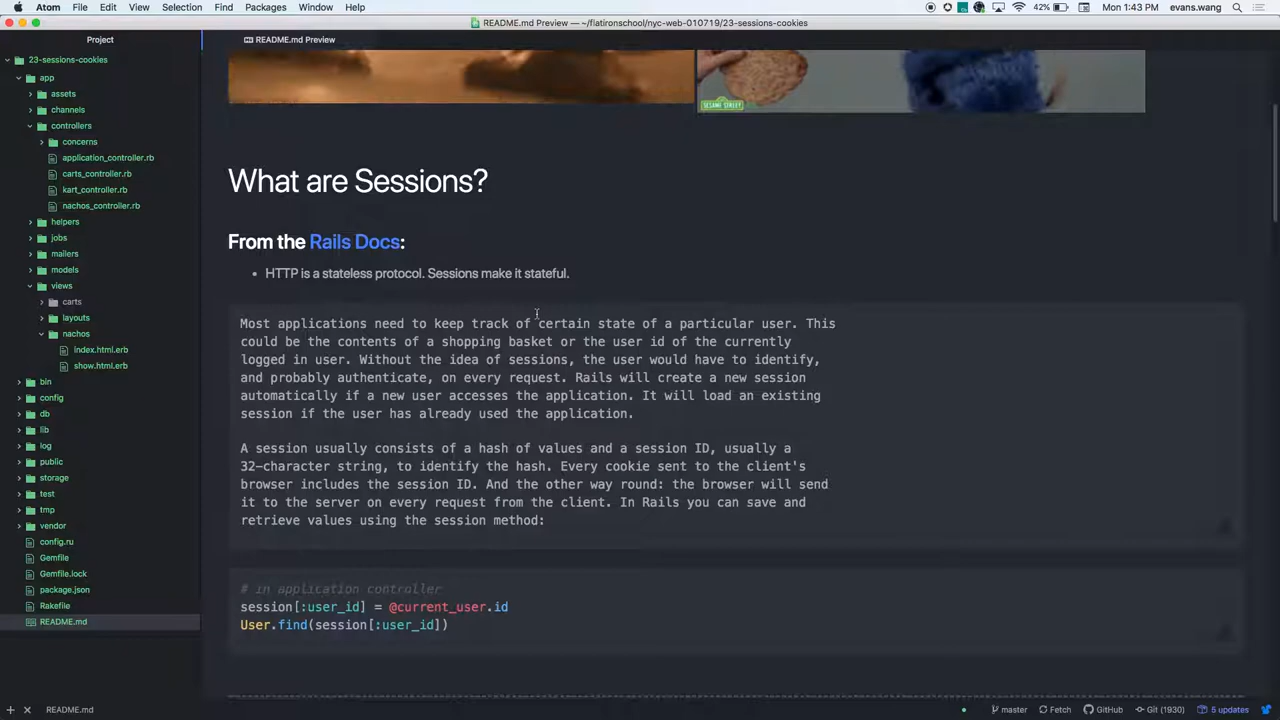 Atom File Edit View Selection Find Packages Window Help
42% Mon 1:43 PM evans.wang
README.md Preview — ~/flatironschool/nyc-web-010719/23-sessions-cookies
Project
README.md Preview
23-sessions-cookies
app
assets
channels
controllers
concerns
application_controller.rb
carts_controller.rb
kart_controller.rb
nachos_controller.rb
helpers
jobs
mailers
models
views
carts
layouts
nachos
index.html.erb
show.html.erb
bin
config
db
lib
log
public
storage
test
tmp
vendor
config.ru
Gemfile
Gemfile.lock
package.json
Rakefile
README.md
SESAME STREET
What are Sessions?
From the Rails Docs:
HTTP is a stateless protocol. Sessions make it stateful.
Most applications need to keep track of certain state of a particular user. This
could be the contents of a shopping basket or the user id of the currently
logged in user. Without the idea of sessions, the user would have to identify,
and probably authenticate, on every request. Rails will create a new session
automatically if a new user accesses the application. It will load an existing
session if the user has already used the application.
A session usually consists of a hash of values and a session ID, usually a
32-character string, to identify the hash. Every cookie sent to the client's
browser includes the session ID. And the other way round: the browser will send
it to the server on every request from the client. In Rails you can save and
retrieve values using the session method:
# in application controller
session[:user_id] = @current_user.id
User.find(session[:user_id])
README.md
master Fetch GitHub Git (1930) 5 updates